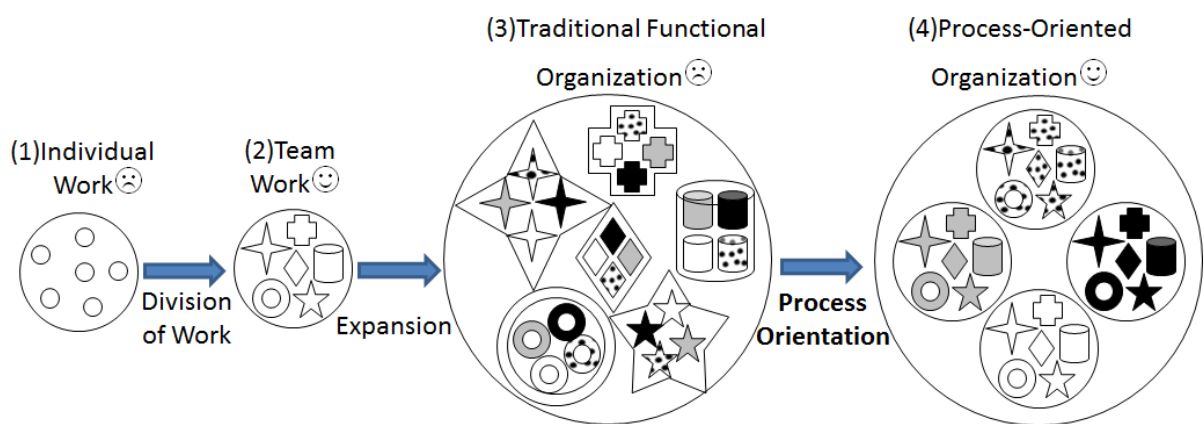 (1)Individual
Work
(2)Team
Work
(3)Traditional Functional
Organization
(4)Process-Oriented
Organization
Division
of Work
Expansion
Process
Orientation